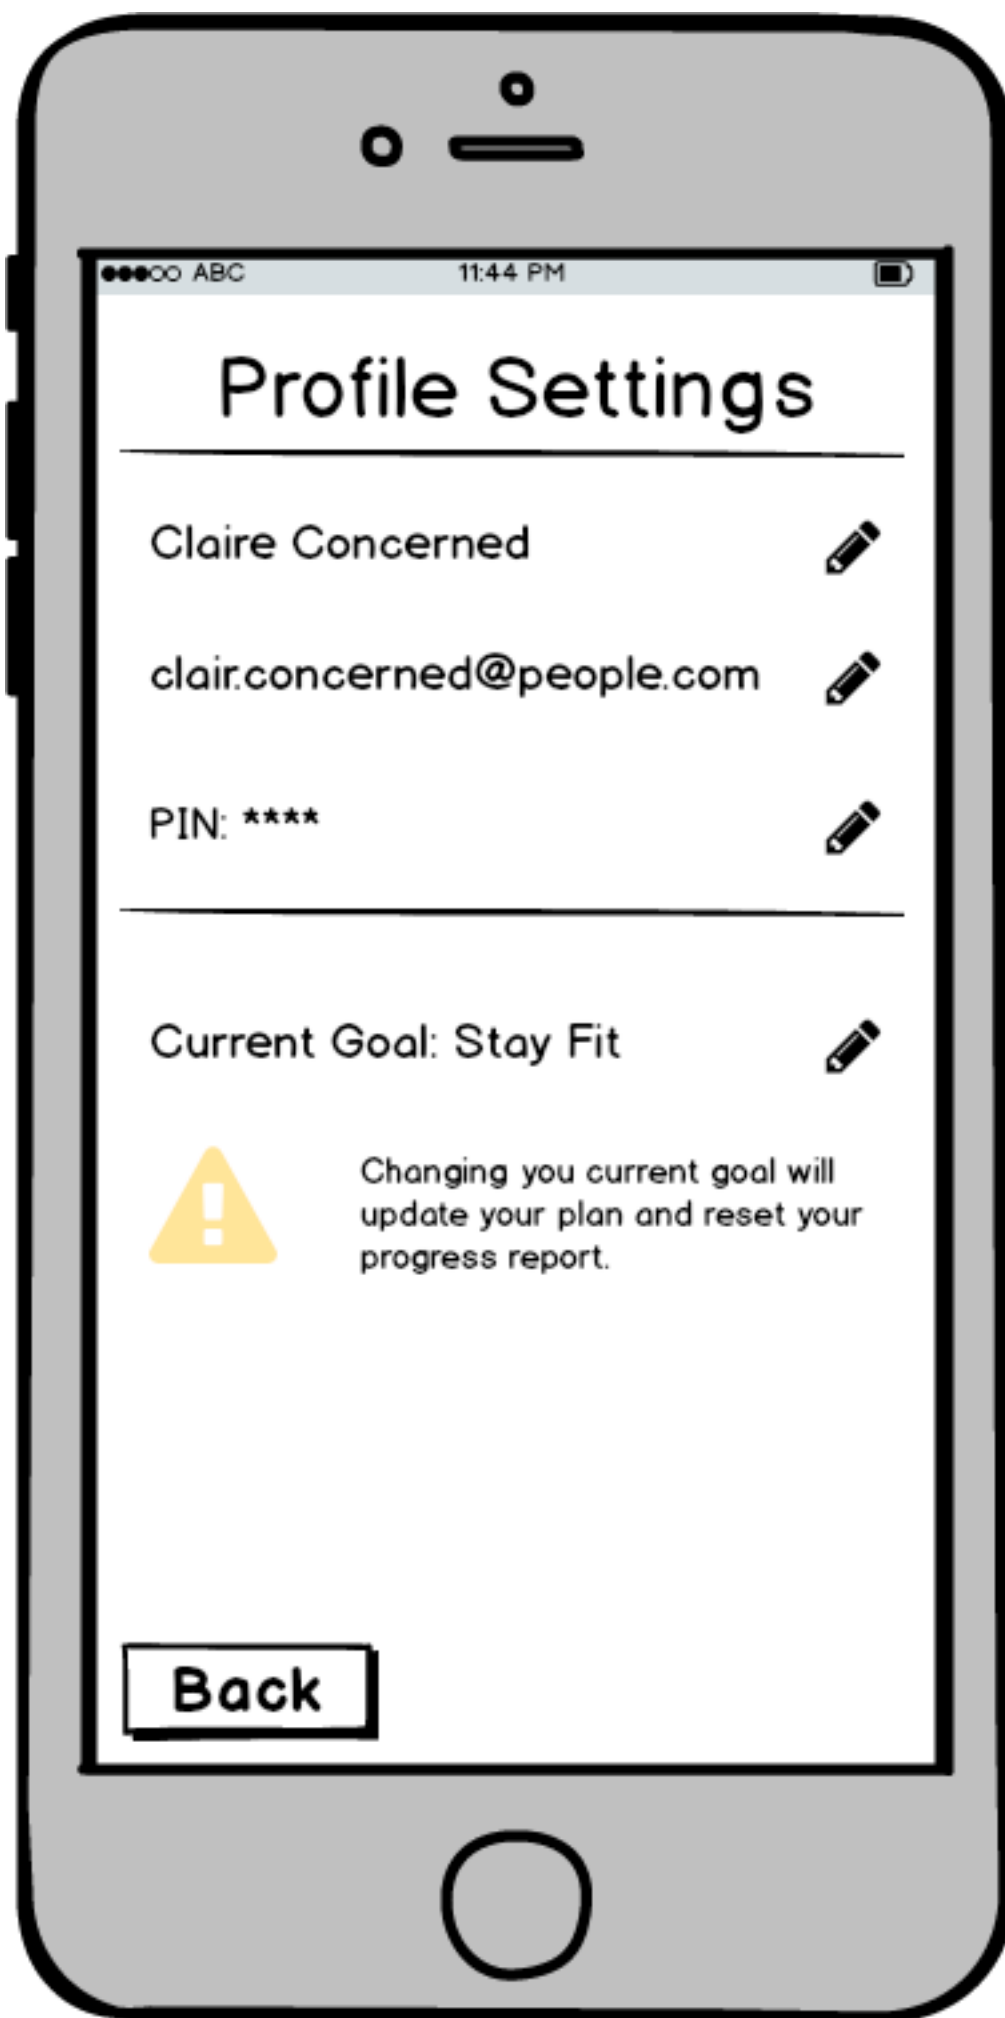 ABC 11:44 PM
Profile Settings
Claire Concerned
clair.concerned@people.com
PIN: ****
Current Goal: Stay Fit
Changing you current goal will
update your plan and reset your
progress report.
Back